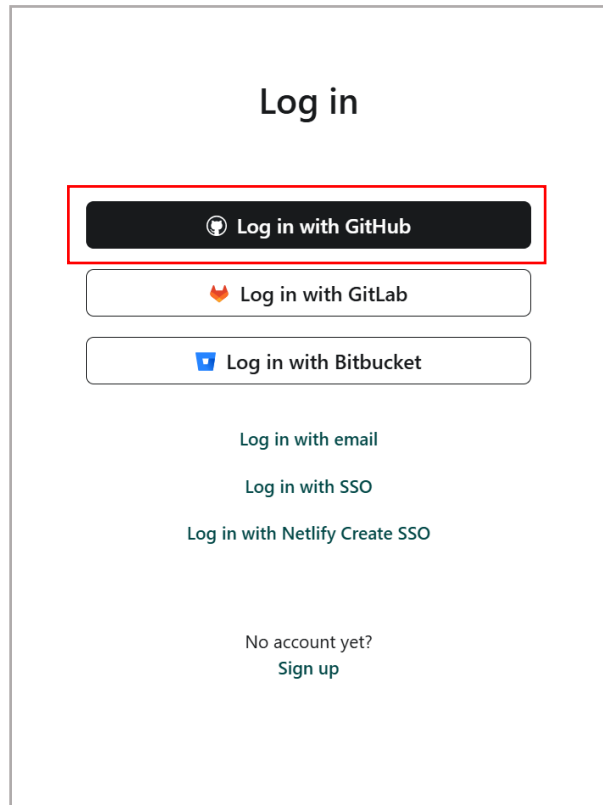 Log in
Log in with GitHub
Log in with GitLab
Log in with Bitbucket
Log in with email
Log in with SSO
Log in with Netlify Create SSO
No account yet?
Sign up